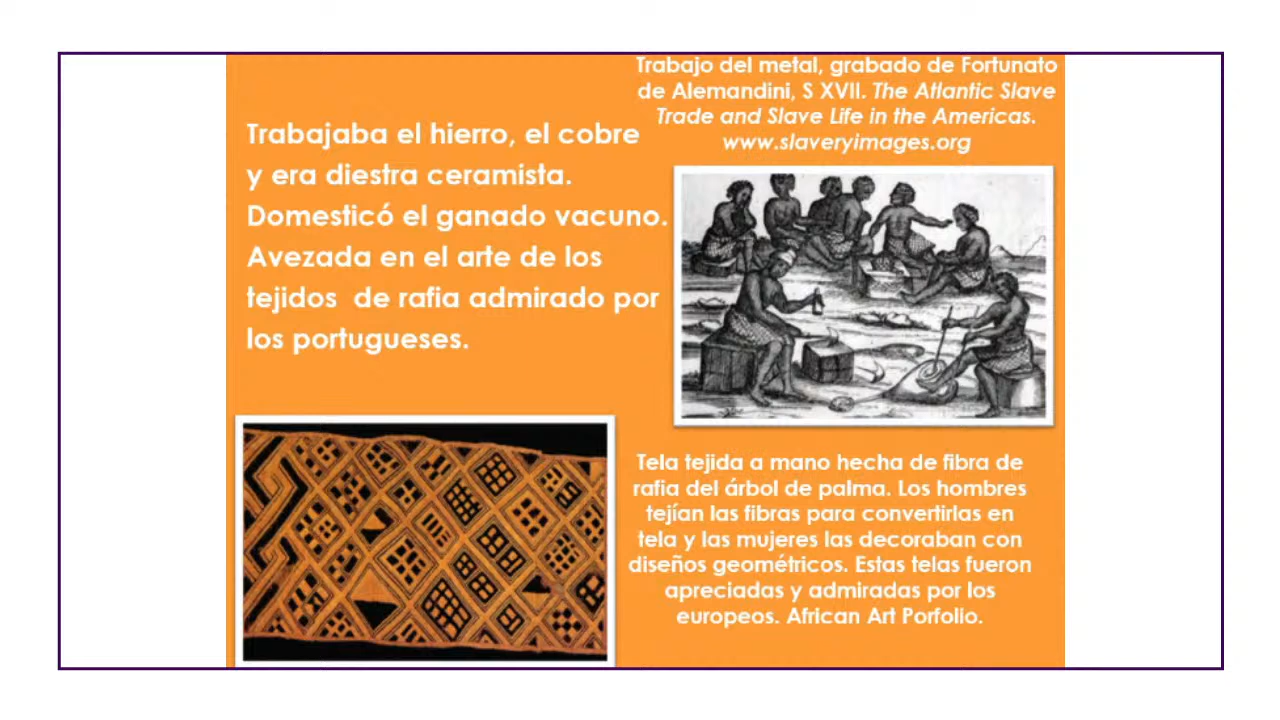 Trabajo del metal, grabado de Fortunato
de Alemandini, S XVII. The Atlantic Slave
Trade and Slave Life in the Americas.
www.slaveryimages.org
Trabajaba el hierro, el cobre
y era diestra ceramista.
Domesticó el ganado vacuno.
Avezada en el arte de los
tejidos de rafia admirado por
los portugueses.
Tela tejida a mano hecha de fibra de
rafia del árbol de palma. Los hombres
tejían las fibras para convertirlas en
tela y las mujeres las decoraban con
diseños geométricos. Estas telas fueron
apreciadas y admiradas por los
europeos. African Art Porfolio.